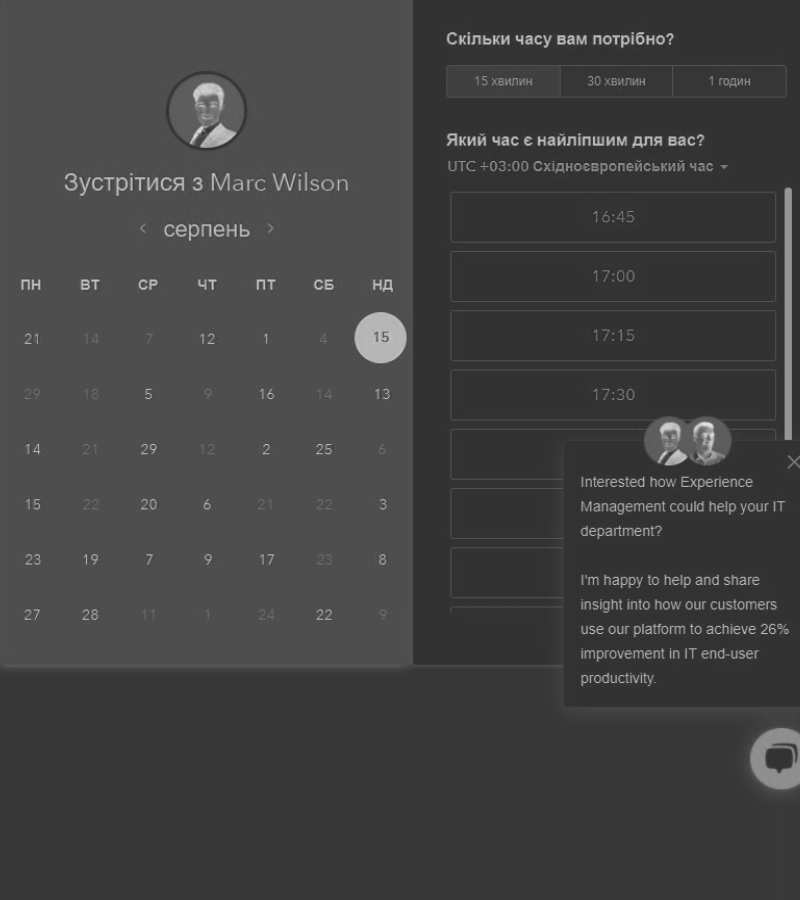 Зустрітися з Marc Wilson
серпень
ПН ВТ СР ЧТ ПТ СБ НД
21 14 7 12 1 4 15
29 18 5 9 16 14 13
14 21 29 12 2 25 6
15 22 20 6 21 22 3
23 19 7 9 17 23 8
27 28 11 1 24 22 9
Скільки часу вам потрібно?
15 хвилин 30 хвилин 1 годин
Який час є найліпшим для вас?
UTC +03:00 Східноєвропейський час
16:45
17:00
17:15
17:30
Interested how Experience
Management could help your IT
department?
I'm happy to help and share
insight into how our customers
use our platform to achieve 26%
improvement in IT end-user
productivity.